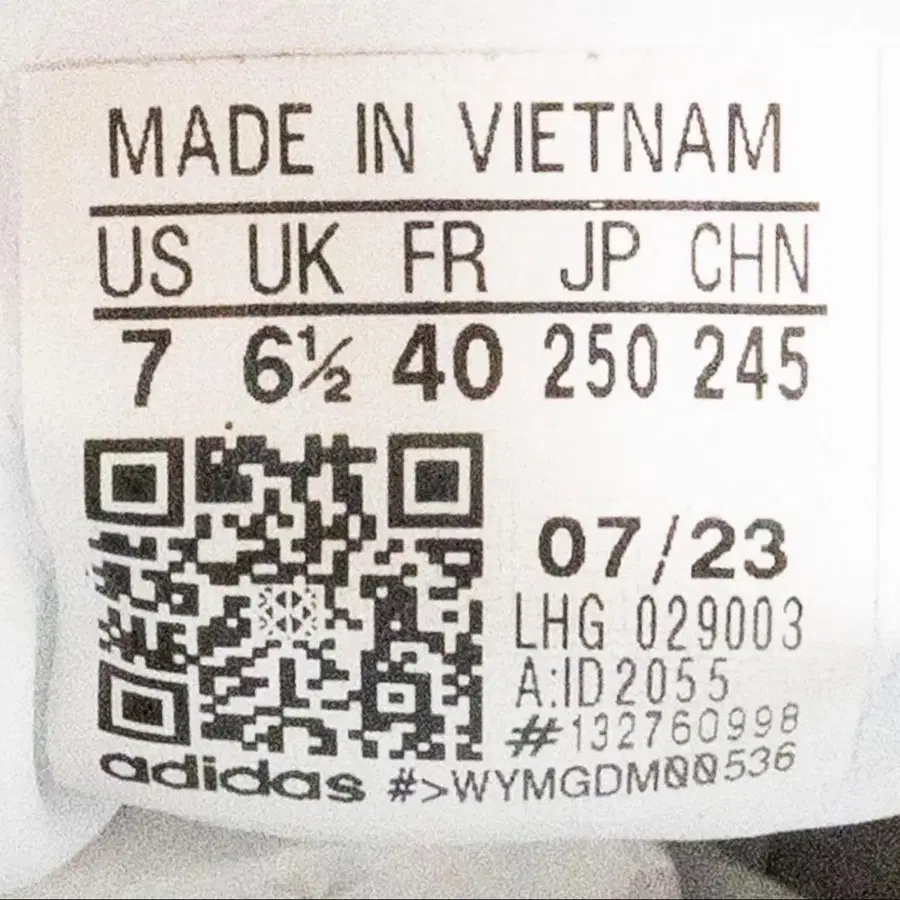 MADE IN VIETNAM
US UK FR JP CHN
7 6½ 40 250 245
07/23
LHG 029003
A:ID2055
#132760998
adidas #>WYMGDM00536